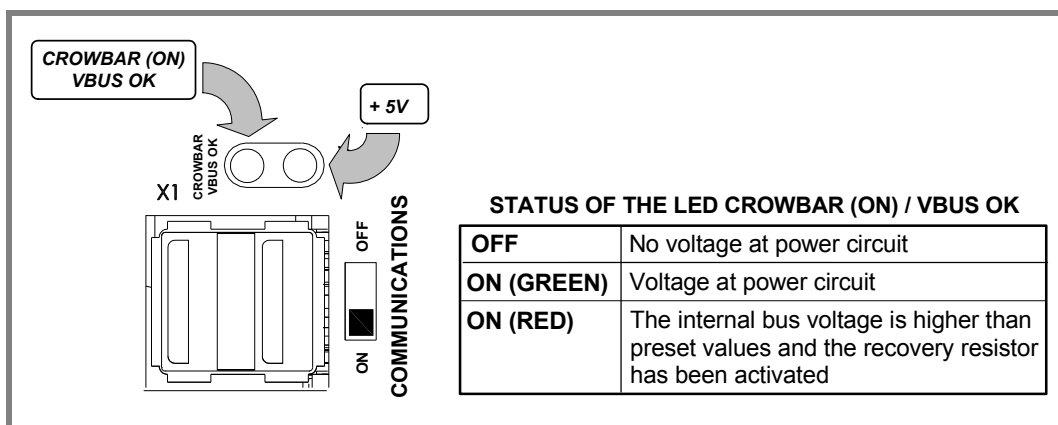 CROWBAR (ON)
VBUS OK
+ 5V
CROWBAR
VBUS OK
X1
OFF
ON
COMMUNICATIONS
STATUS OF THE LED CROWBAR (ON) / VBUS OK
OFF No voltage at power circuit
ON (GREEN) Voltage at power circuit
ON (RED) The internal bus voltage is higher than
preset values and the recovery resistor
has been activated